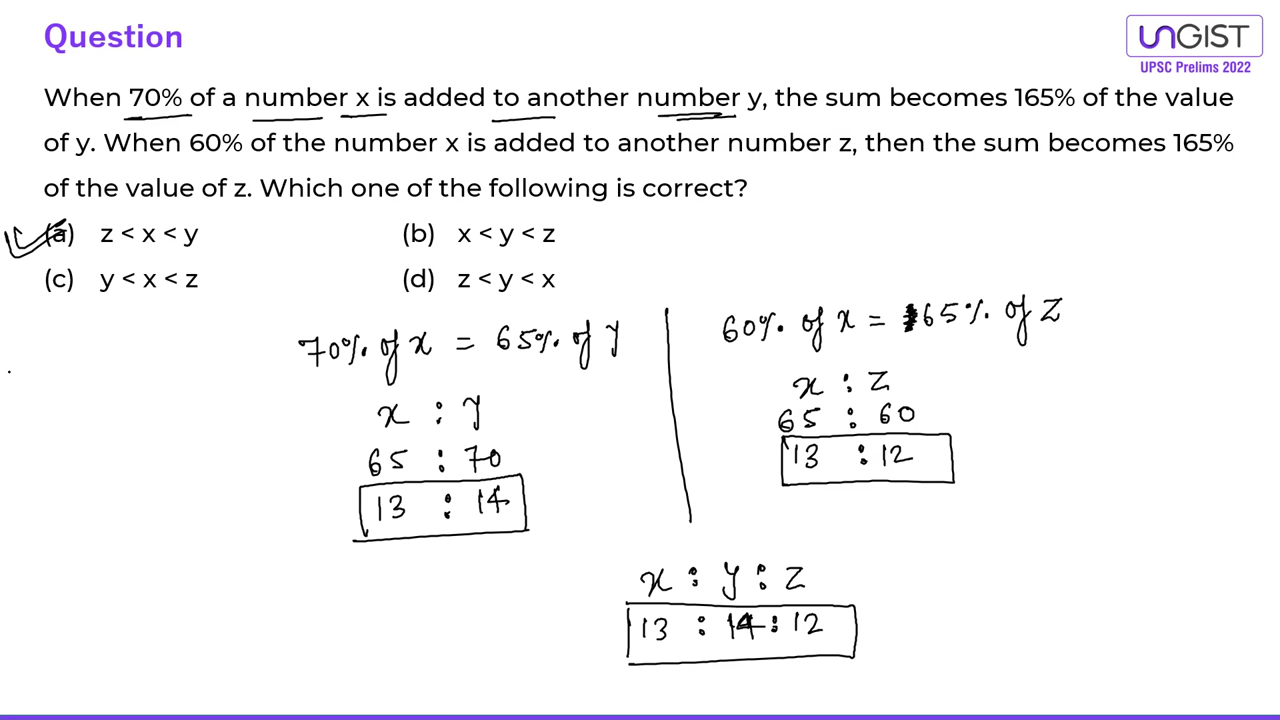 Question
UNGIST
UPSC Prelims 2022
When 70% of a number x is added to another number y, the sum becomes 165% of the value
of y. When 60% of the number x is added to another number z, then the sum becomes 165%
of the value of z. Which one of the following is correct?
(a) z < x < y (b) x < y < z
(c) y < x < z (d) z < y < x
70% of x = 65% of y
x : y
65 : 70
13 : 14
60% of x = 65% of z
x : z
65 : 60
13 : 12
x : y : z
13 : 14 : 12